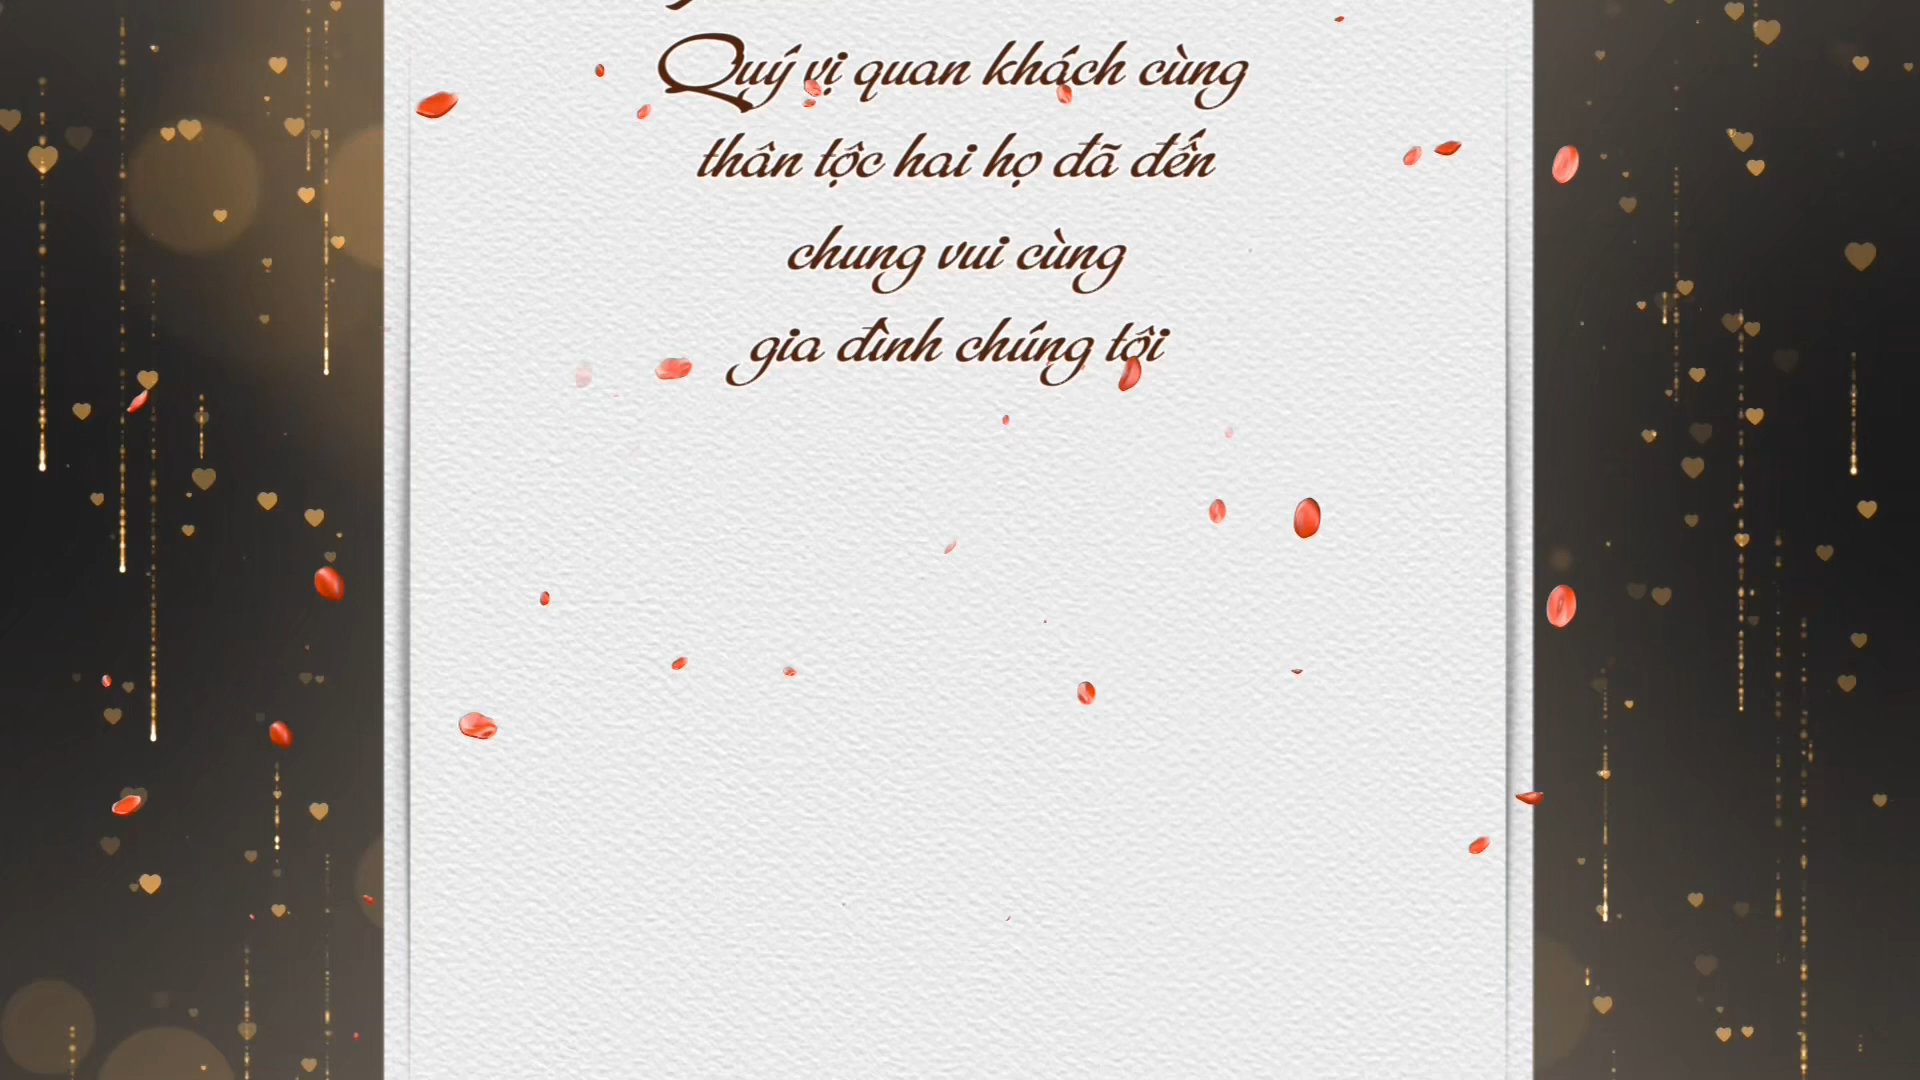 Quý vị quan khách cùng
thân tộc hai họ đã đến
chung vui cùng
gia đình chúng tôi